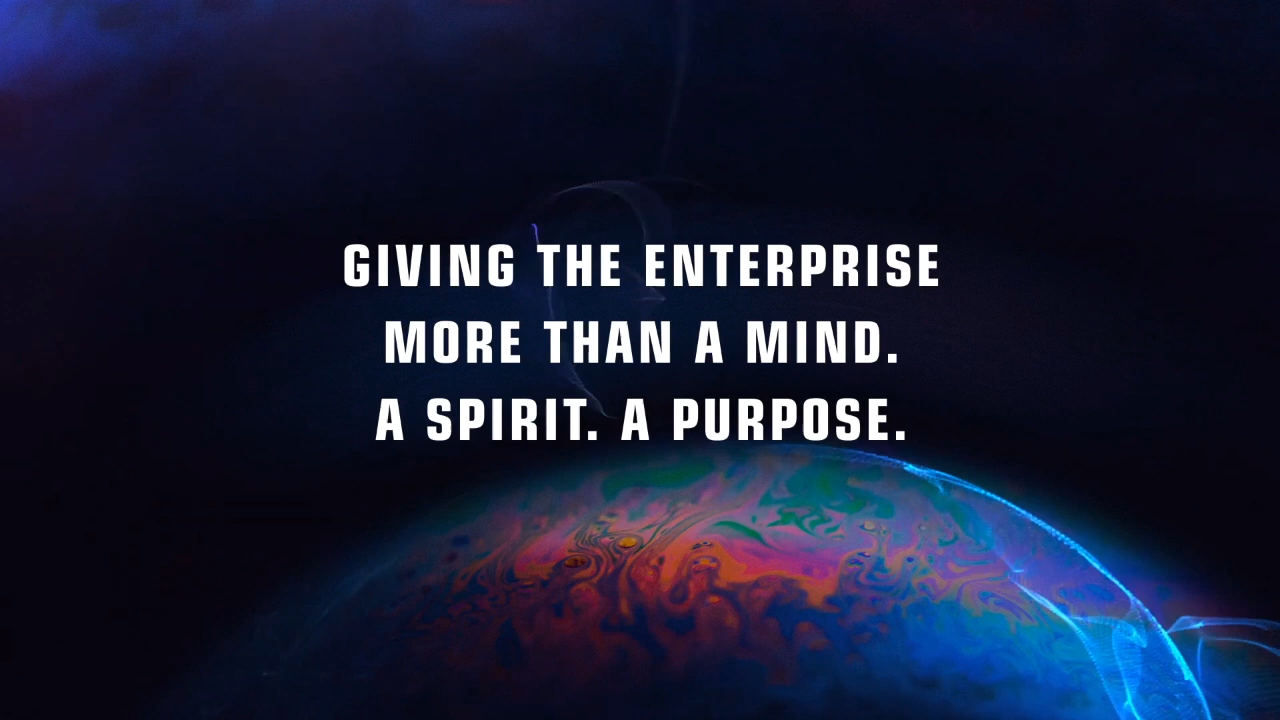 GIVING THE ENTERPRISE
MORE THAN A MIND.
A SPIRIT. A PURPOSE.